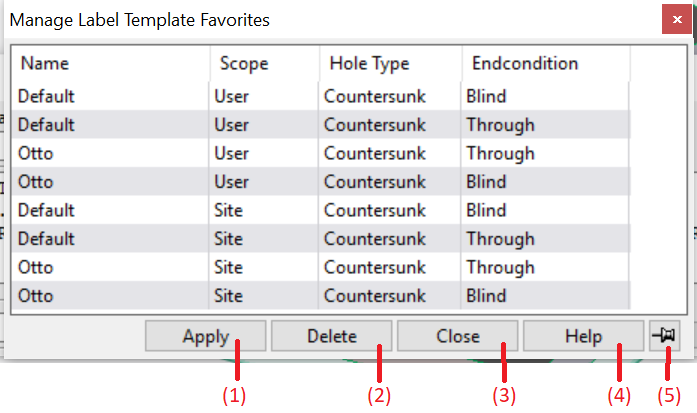 Manage Label Template Favorites
Name Scope Hole Type Endcondition
Default User Countersunk Blind
Default User Countersunk Through
Otto User Countersunk Through
Otto User Countersunk Blind
Default Site Countersunk Blind
Default Site Countersunk Through
Otto Site Countersunk Through
Otto Site Countersunk Blind
Apply Delete Close Help
(1) (2) (3) (4) (5)